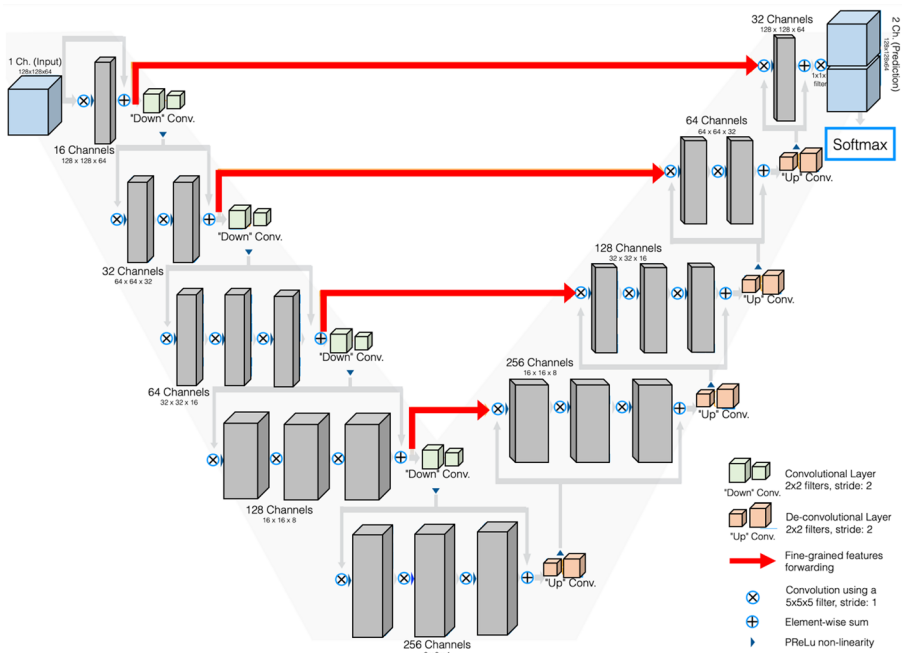 1 Ch. (Input)
128x128x64
16 Channels
128 x 128 x 64
"Down" Conv.
32 Channels
64 x 64 x 32
"Down" Conv.
64 Channels
32 x 32 x 16
"Down" Conv.
128 Channels
16 x 16 x 8
"Down" Conv.
256 Channels
"Up" Conv.
256 Channels
16 x 16 x 8
"Up" Conv.
128 Channels
32 x 32 x 16
"Up" Conv.
64 Channels
64 x 64 x 32
"Up" Conv.
32 Channels
128 x 128 x 64
1x1x
filter
2 Ch. (Prediction)
128x128x64
Softmax
Convolutional Layer
2x2 filters, stride: 2
"Down" Conv.
De-convolutional Layer
2x2 filters, stride: 2
"Up" Conv.
Fine-grained features
forwarding
Convolution using a
5x5x5 filter, stride: 1
Element-wise sum
PReLu non-linearity